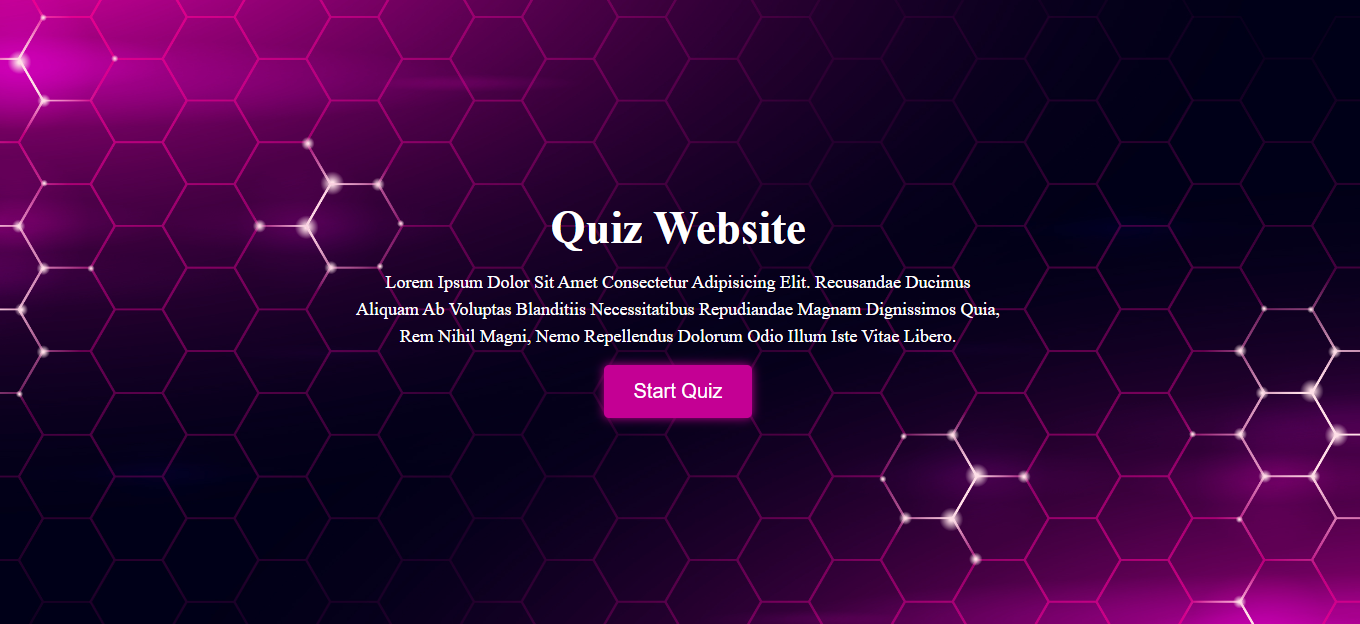 Quiz Website
Lorem Ipsum Dolor Sit Amet Consectetur Adipisicing Elit. Recusandae Ducimus
Aliquam Ab Voluptas Blanditiis Necessitatibus Repudiandae Magnam Dignissimos Quia,
Rem Nihil Magni, Nemo Repellendus Dolorum Odio Illum Iste Vitae Libero.
Start Quiz